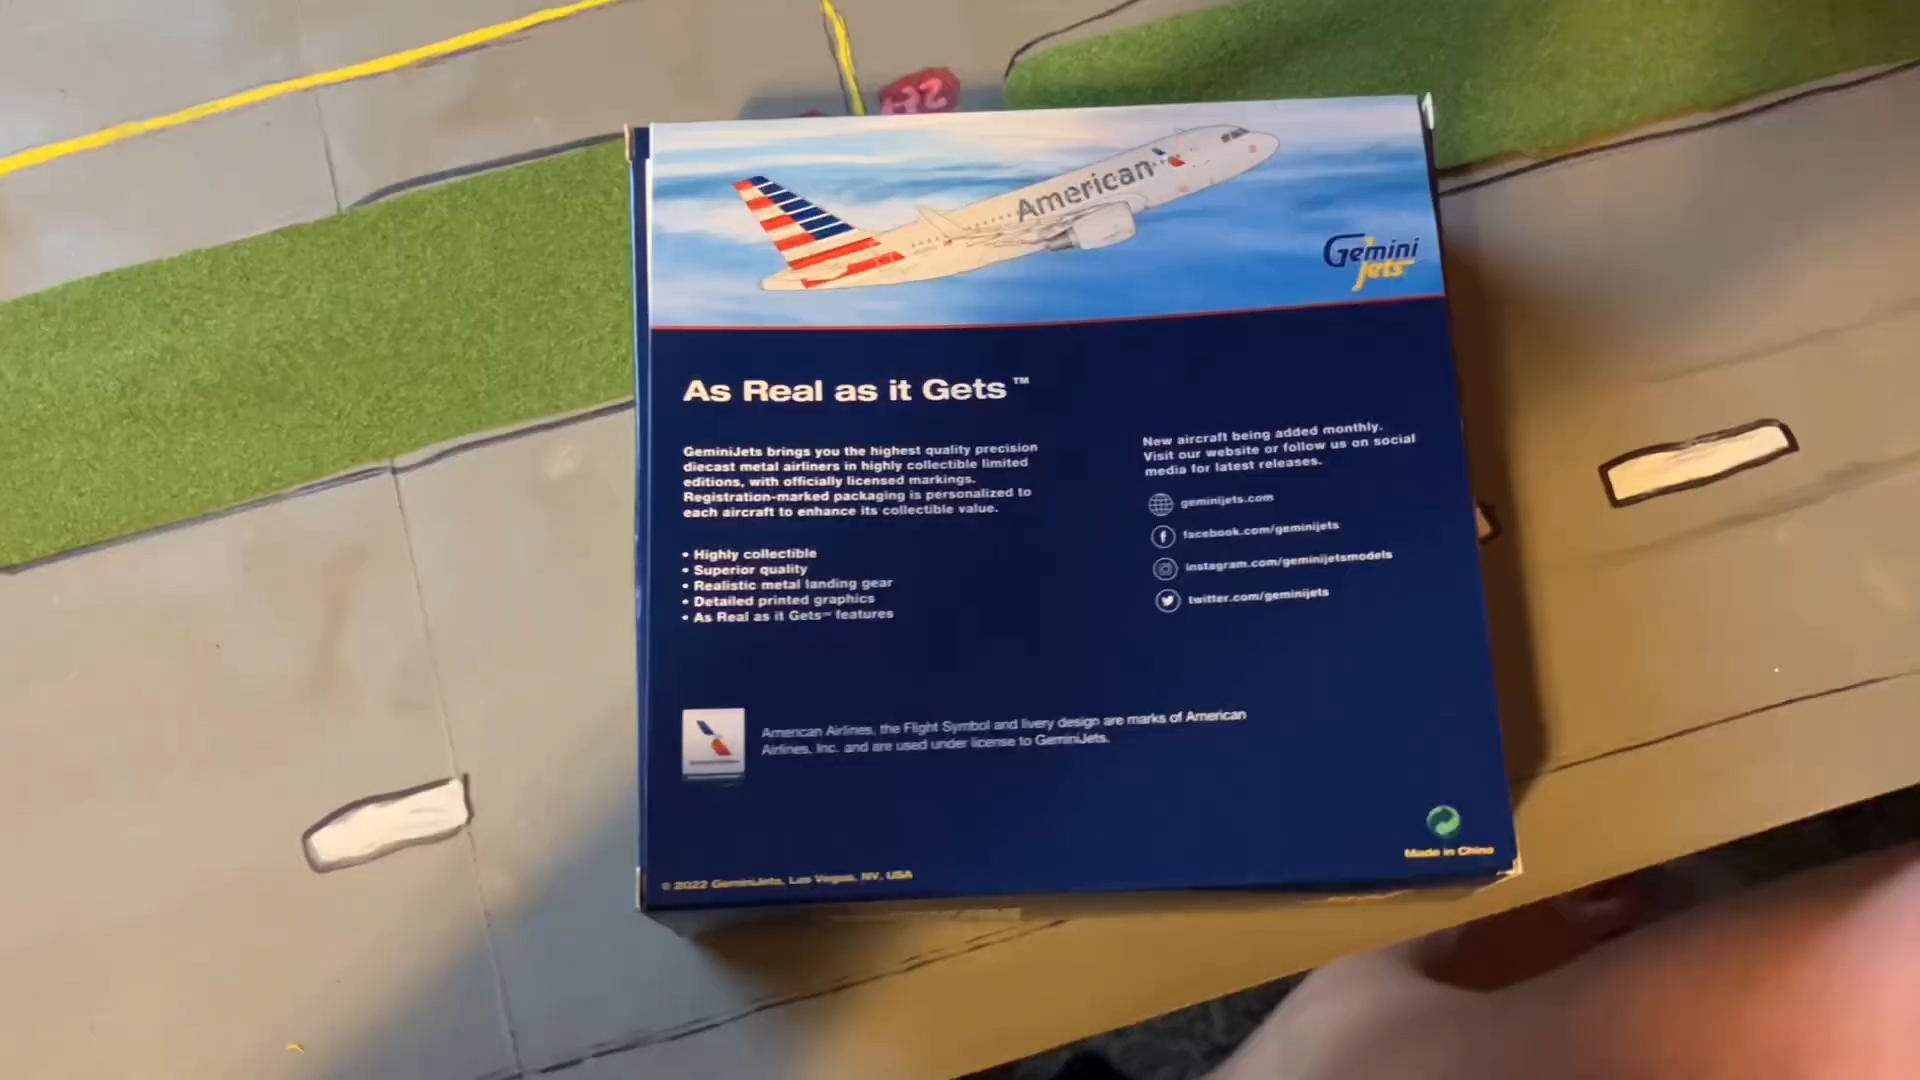 American
Gemini
Jets
As Real as it Gets™
GeminiJets brings you the highest quality precision
diecast metal airliners in highly collectible limited
editions, with officially licensed markings.
Registration-marked packaging is personalized to
each aircraft to enhance its collectible value.
• Highly collectible
• Superior quality
• Realistic metal landing gear
• Detailed printed graphics
• As Real as it Gets™ features
New aircraft being added monthly.
Visit our website or follow us on social
media for latest releases.
geminijets.com
facebook.com/geminijets
instagram.com/geminijetsmodels
twitter.com/geminijets
American Airlines, the Flight Symbol and livery design are marks of American
Airlines, Inc. and are used under license to GeminiJets.
Made in China
© 2022 GeminiJets, Las Vegas, NV, USA